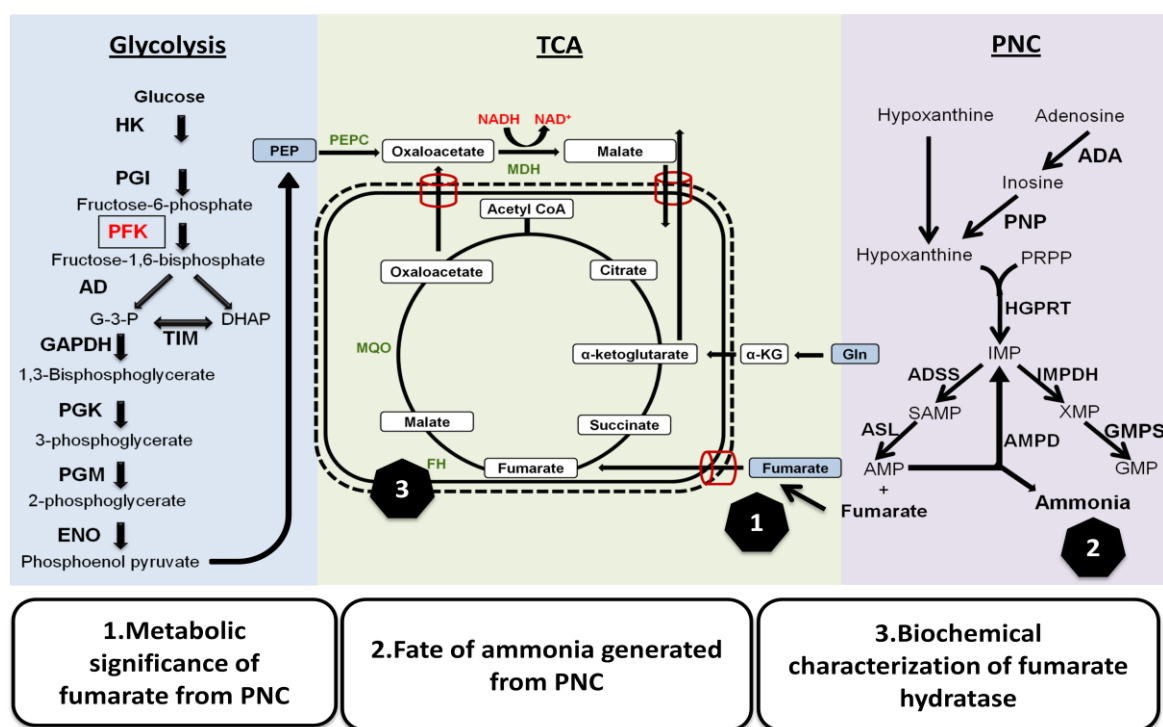 Glycolysis
Glucose
HK
PGI
Fructose-6-phosphate
PFK
Fructose-1,6-bisphosphate
AD
G-3-P
DHAP
TIM
GAPDH
1,3-Bisphosphoglycerate
PGK
3-phosphoglycerate
PGM
2-phosphoglycerate
ENO
Phosphoenol pyruvate
TCA
PEP
PEPC
Oxaloacetate
NADH
NAD+
MDH
Malate
Acetyl CoA
Oxaloacetate
Citrate
MQO
α-ketoglutarate
α-KG
Gln
Malate
Succinate
FH
Fumarate
Fumarate
3
1
PNC
Hypoxanthine
Adenosine
ADA
Inosine
PNP
Hypoxanthine
PRPP
HGPRT
IMP
ADSS
IMPDH
SAMP
XMP
ASL
AMPD
GMPS
AMP
GMP
+
Fumarate
Ammonia
2
1.Metabolic
significance of
fumarate from PNC
2.Fate of ammonia generated
from PNC
3.Biochemical
characterization of fumarate
hydratase